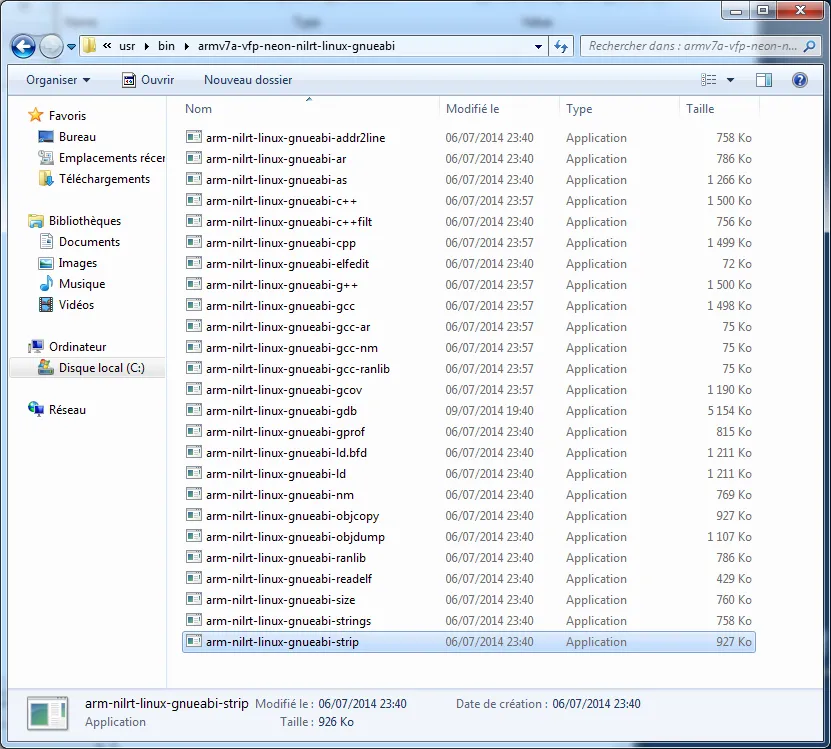 « usr bin armv7a-vfp-neon-nilrt-linux-gnueabi Rechercher dans : armv7a-vfp-neon-n...
Organiser Ouvrir Nouveau dossier
Favoris
Bureau
Emplacements récen
Téléchargements
Bibliothèques
Documents
Images
Musique
Vidéos
Ordinateur
Disque local (C:)
Réseau
Nom Modifié le Type Taille
arm-nilrt-linux-gnueabi-addr2line 06/07/2014 23:40 Application 758 Ko
arm-nilrt-linux-gnueabi-ar 06/07/2014 23:40 Application 786 Ko
arm-nilrt-linux-gnueabi-as 06/07/2014 23:40 Application 1 266 Ko
arm-nilrt-linux-gnueabi-c++ 06/07/2014 23:57 Application 1 500 Ko
arm-nilrt-linux-gnueabi-c++filt 06/07/2014 23:40 Application 756 Ko
arm-nilrt-linux-gnueabi-cpp 06/07/2014 23:57 Application 1 499 Ko
arm-nilrt-linux-gnueabi-elfedit 06/07/2014 23:40 Application 72 Ko
arm-nilrt-linux-gnueabi-g++ 06/07/2014 23:57 Application 1 500 Ko
arm-nilrt-linux-gnueabi-gcc 06/07/2014 23:57 Application 1 498 Ko
arm-nilrt-linux-gnueabi-gcc-ar 06/07/2014 23:57 Application 75 Ko
arm-nilrt-linux-gnueabi-gcc-nm 06/07/2014 23:57 Application 75 Ko
arm-nilrt-linux-gnueabi-gcc-ranlib 06/07/2014 23:57 Application 75 Ko
arm-nilrt-linux-gnueabi-gcov 06/07/2014 23:57 Application 1 190 Ko
arm-nilrt-linux-gnueabi-gdb 09/07/2014 19:40 Application 5 154 Ko
arm-nilrt-linux-gnueabi-gprof 06/07/2014 23:40 Application 815 Ko
arm-nilrt-linux-gnueabi-ld.bfd 06/07/2014 23:40 Application 1 211 Ko
arm-nilrt-linux-gnueabi-ld 06/07/2014 23:40 Application 1 211 Ko
arm-nilrt-linux-gnueabi-nm 06/07/2014 23:40 Application 769 Ko
arm-nilrt-linux-gnueabi-objcopy 06/07/2014 23:40 Application 927 Ko
arm-nilrt-linux-gnueabi-objdump 06/07/2014 23:40 Application 1 107 Ko
arm-nilrt-linux-gnueabi-ranlib 06/07/2014 23:40 Application 786 Ko
arm-nilrt-linux-gnueabi-readelf 06/07/2014 23:40 Application 429 Ko
arm-nilrt-linux-gnueabi-size 06/07/2014 23:40 Application 760 Ko
arm-nilrt-linux-gnueabi-strings 06/07/2014 23:40 Application 758 Ko
arm-nilrt-linux-gnueabi-strip 06/07/2014 23:40 Application 927 Ko
arm-nilrt-linux-gnueabi-strip Modifié le : 06/07/2014 23:40 Date de création : 06/07/2014 23:40
Application Taille : 926 Ko